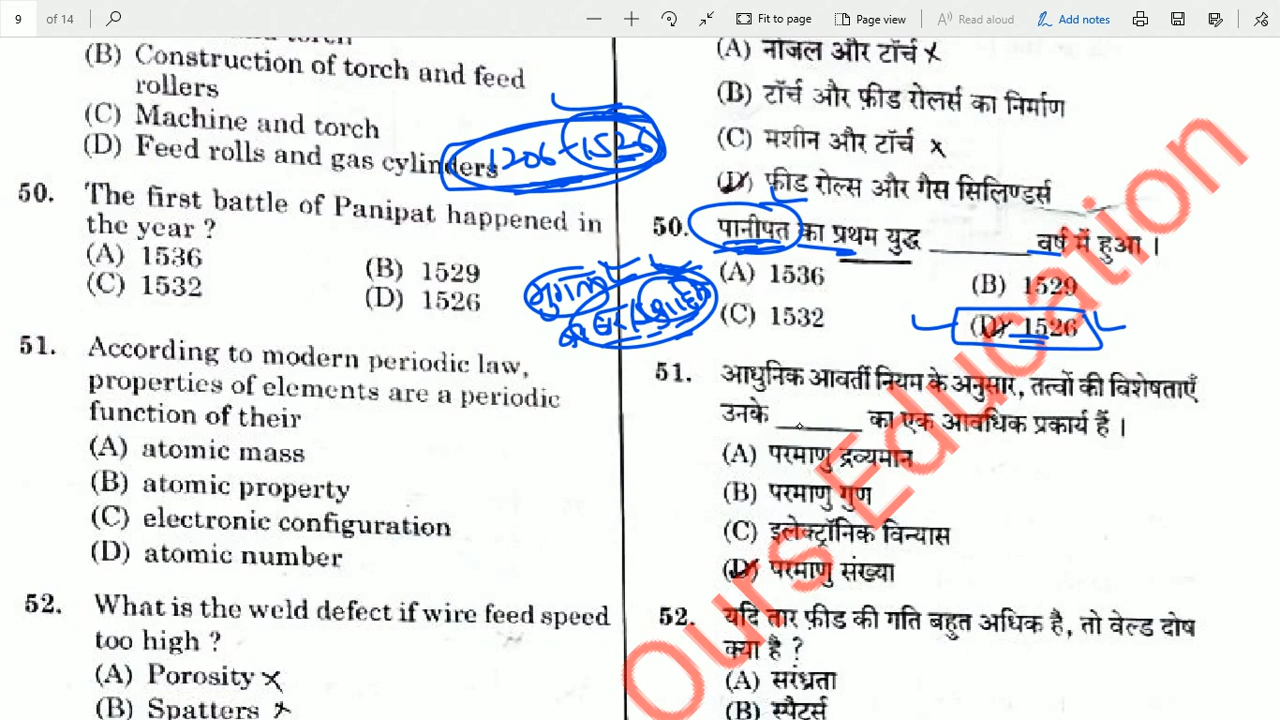 9 of 14
Fit to page
Page view
Read aloud
Add notes
(B) Construction of torch and feed
rollers
(C) Machine and torch
(D) Feed rolls and gas cylinders
1206-1526
50. The first battle of Panipat happened in
the year ?
(A) 1536
(B) 1529
(C) 1532
(D) 1526
51. According to modern periodic law,
properties of elements are a periodic
function of their
(A) atomic mass
(B) atomic property
(C) electronic configuration
(D) atomic number
52. What is the weld defect if wire feed speed
too high ?
(A) Porosity ×
(B) Spatters
(A) नोजल और टॉर्च ×
(B) टॉर्च और फ़ीड रोलर्स का निर्माण
(C) मशीन और टॉर्च ×
(D) फ़ीड रोल्स और गैस सिलिण्डर्स
50. पानीपत का प्रथम युद्ध ________ वर्ष में हुआ ।
(A) 1536
(B) 1529
(C) 1532
(D) 1526
51. आधुनिक आवर्ती नियम के अनुसार, तत्वों की विशेषताएँ
उनके ________ का एक आवधिक प्रकार्य हैं ।
(A) परमाणु द्रव्यमान
(B) परमाणु गुण
(C) इलेक्ट्रॉनिक विन्यास
(D) परमाणु संख्या
52. यदि तार फ़ीड की गति बहुत अधिक है, तो वेल्ड दोष
क्या है ?
(A) सरंध्रता
(B) स्पैटर्स
Ours Education